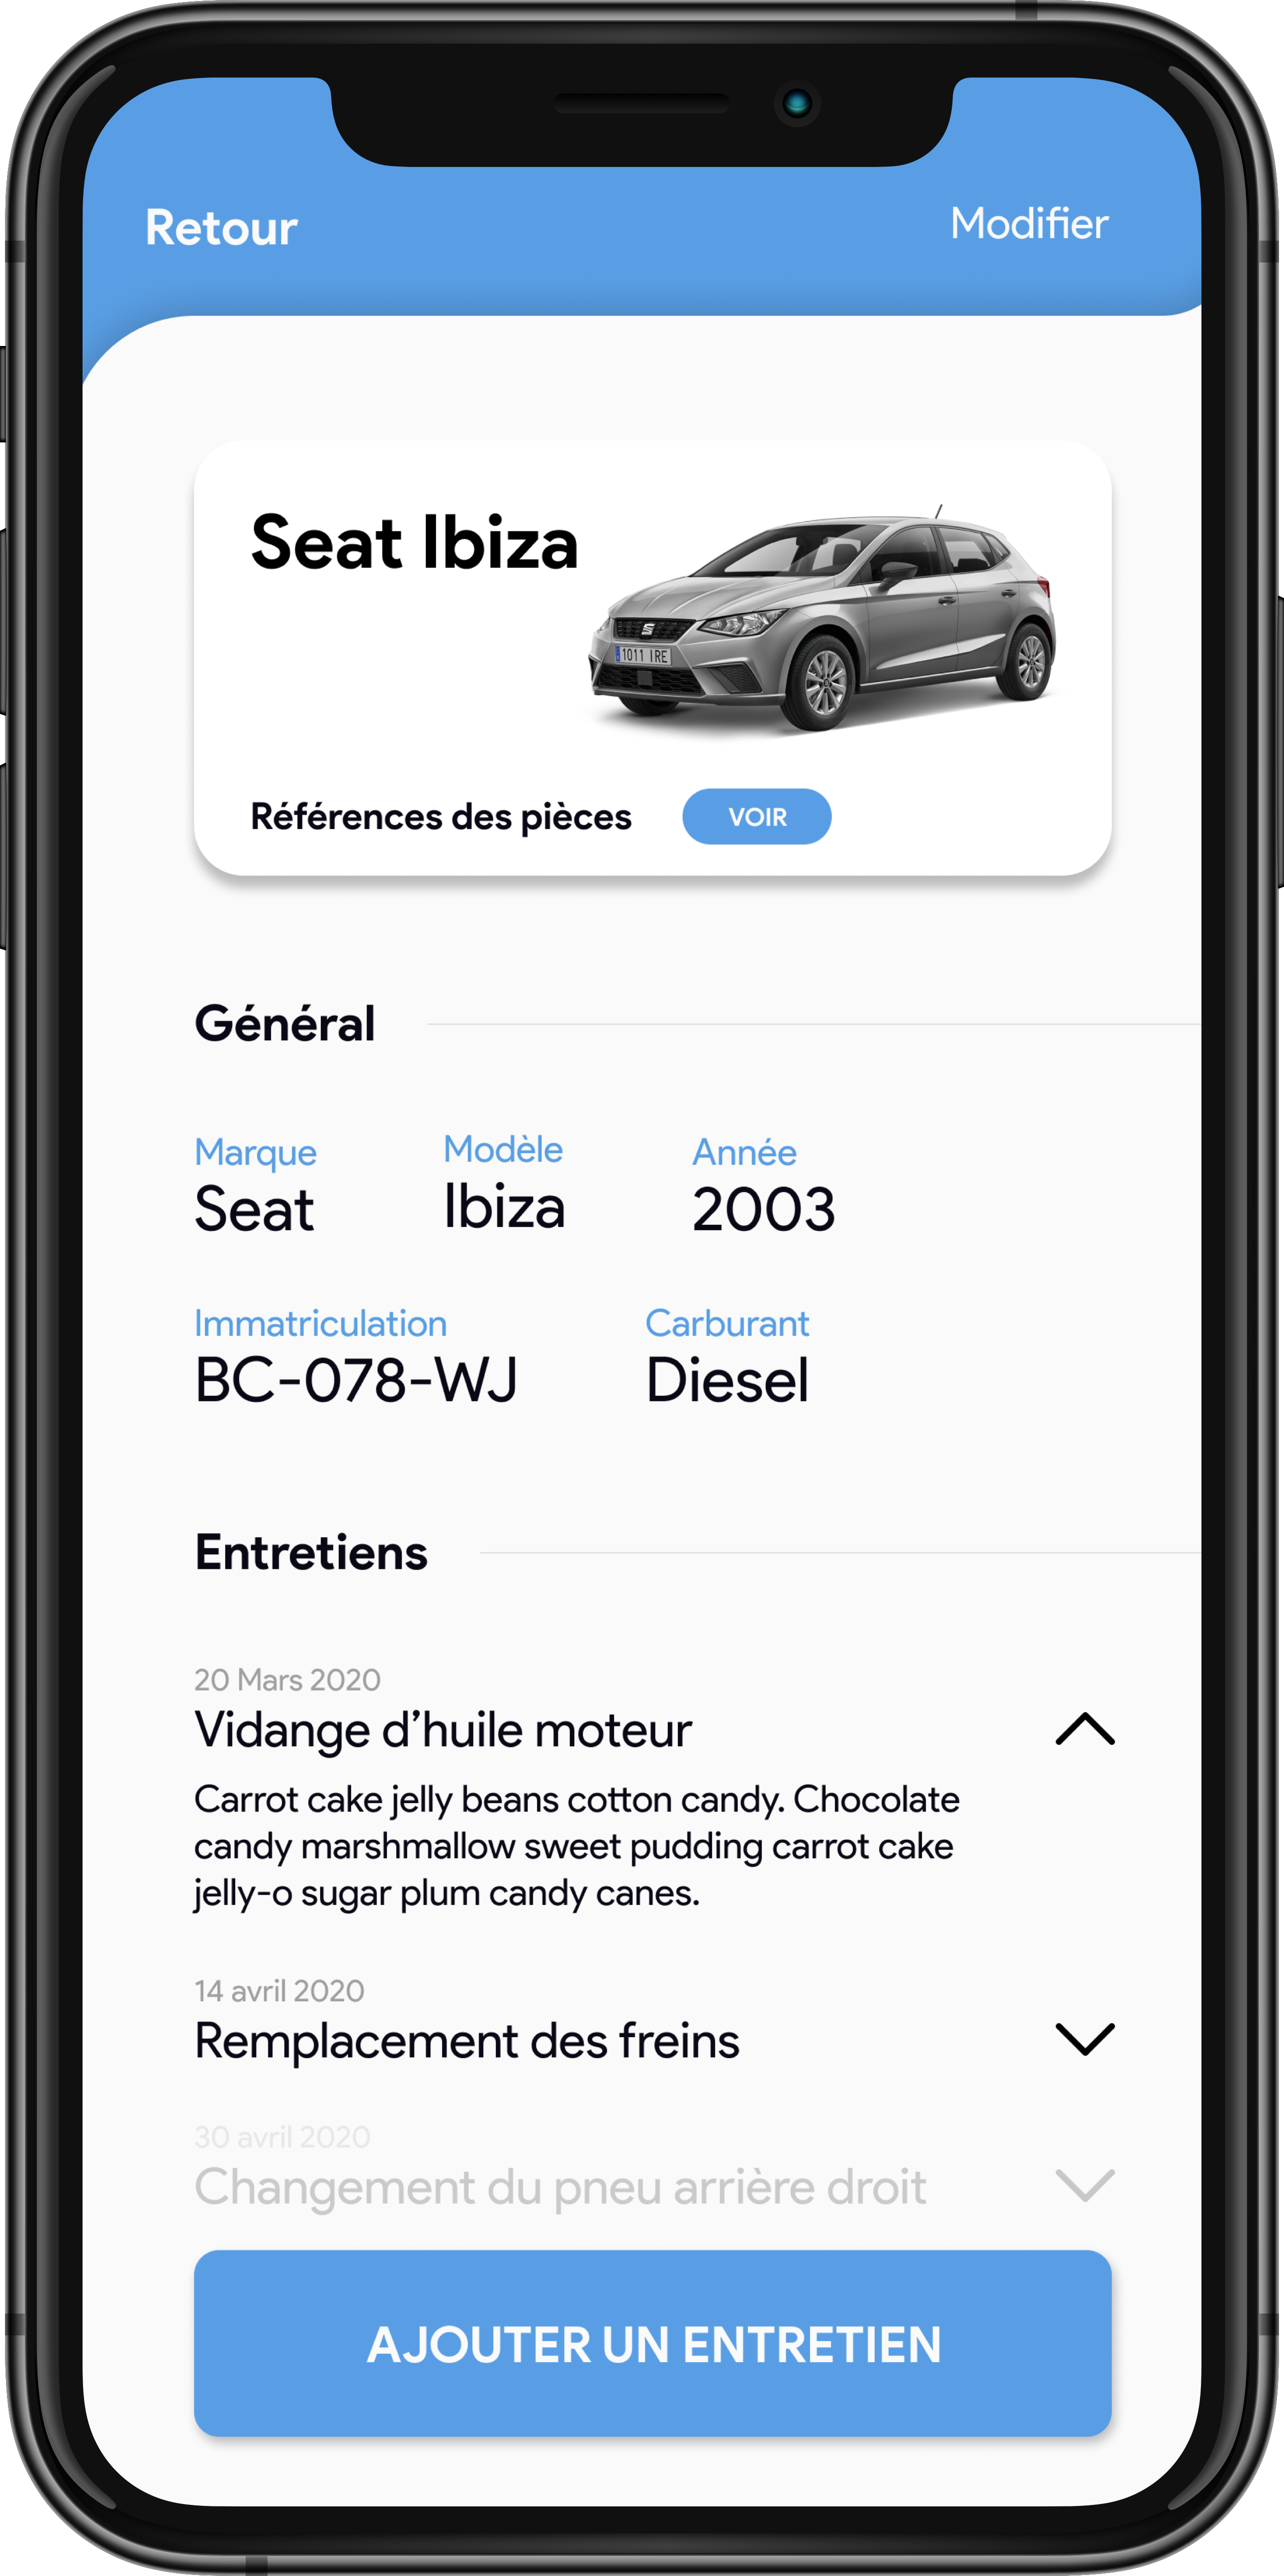 Retour
Modifier
Seat Ibiza
1011 IRE
Références des pièces
VOIR
Général
Marque
Modèle
Année
Seat
Ibiza
2003
Immatriculation
Carburant
BC-078-WJ
Diesel
Entretiens
20 Mars 2020
Vidange d’huile moteur
Carrot cake jelly beans cotton candy. Chocolate
candy marshmallow sweet pudding carrot cake
jelly-o sugar plum candy canes.
14 avril 2020
Remplacement des freins
30 avril 2020
Changement du pneu arrière droit
AJOUTER UN ENTRETIEN